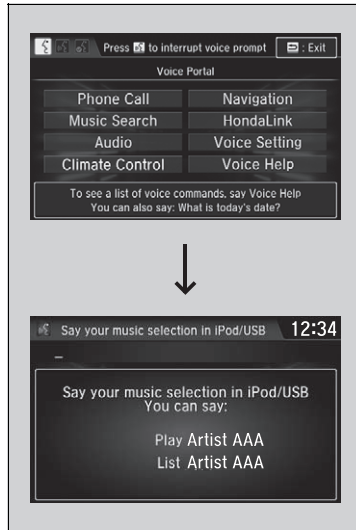 Press to interrupt voice prompt : Exit
Voice Portal
Phone Call Navigation
Music Search HondaLink
Audio Voice Setting
Climate Control Voice Help
To see a list of voice commands, say Voice Help
You can also say: What is today's date?
Say your music selection in iPod/USB 12:34
Say your music selection in iPod/USB
You can say:
Play Artist AAA
List Artist AAA